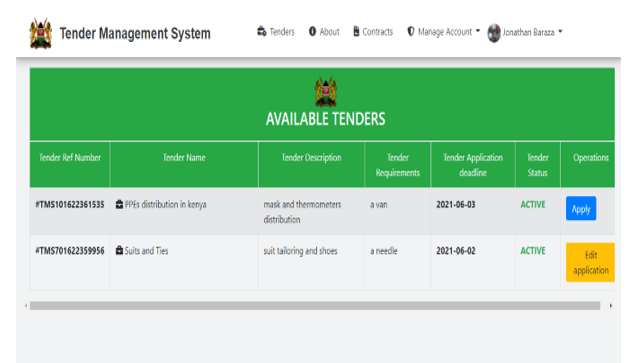 Tender Management System Tenders About Contracts Manage Account Jonathan Baraza
AVAILABLE TENDERS
Tender Ref Number Tender Name Tender Description Tender Requirements Tender Application deadline Tender Status Operations
#TMS101622361535 PPEs distribution in kenya mask and thermometers distribution a van 2021-06-03 ACTIVE Apply
#TMS701622359956 Suits and Ties suit tailoring and shoes a needle 2021-06-02 ACTIVE Edit application